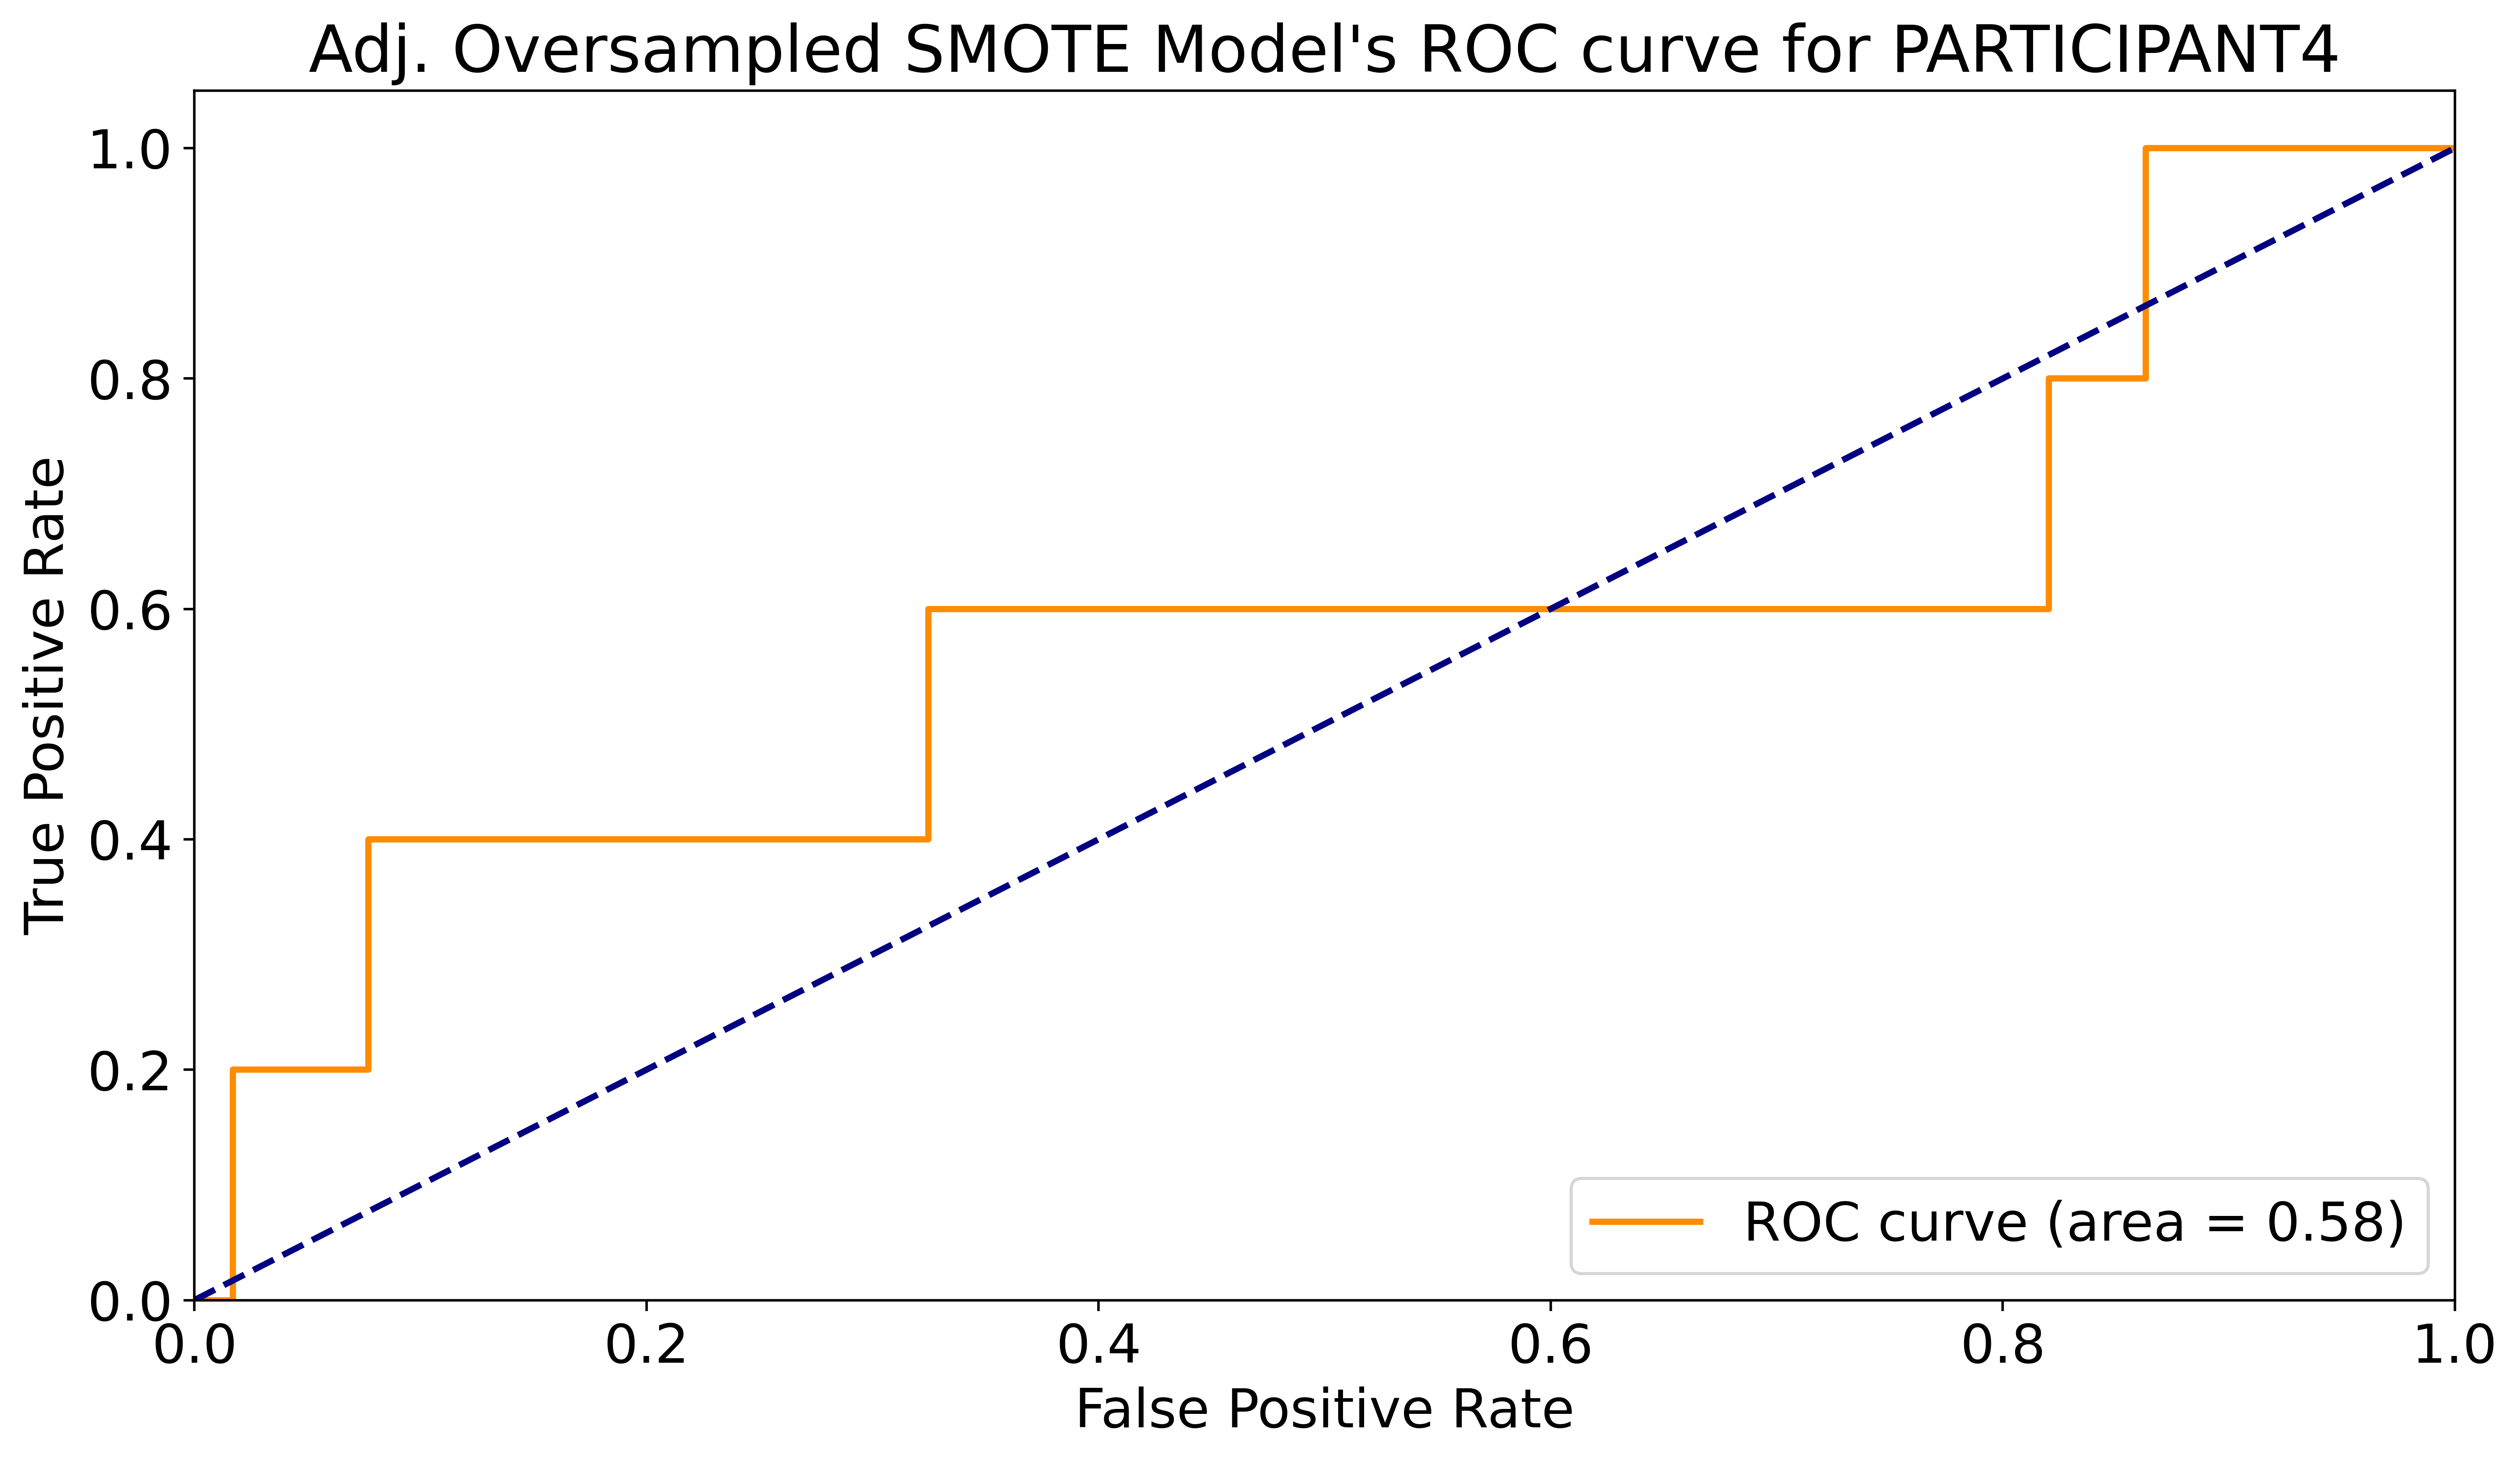 Adj. Oversampled SMOTE Model's ROC curve for PARTICIPANT4
True Positive Rate
1.0
0.8
0.6
0.4
0.2
0.0
ROC curve (area = 0.58)
0.0 0.2 0.4 0.6 0.8 1.0
False Positive Rate